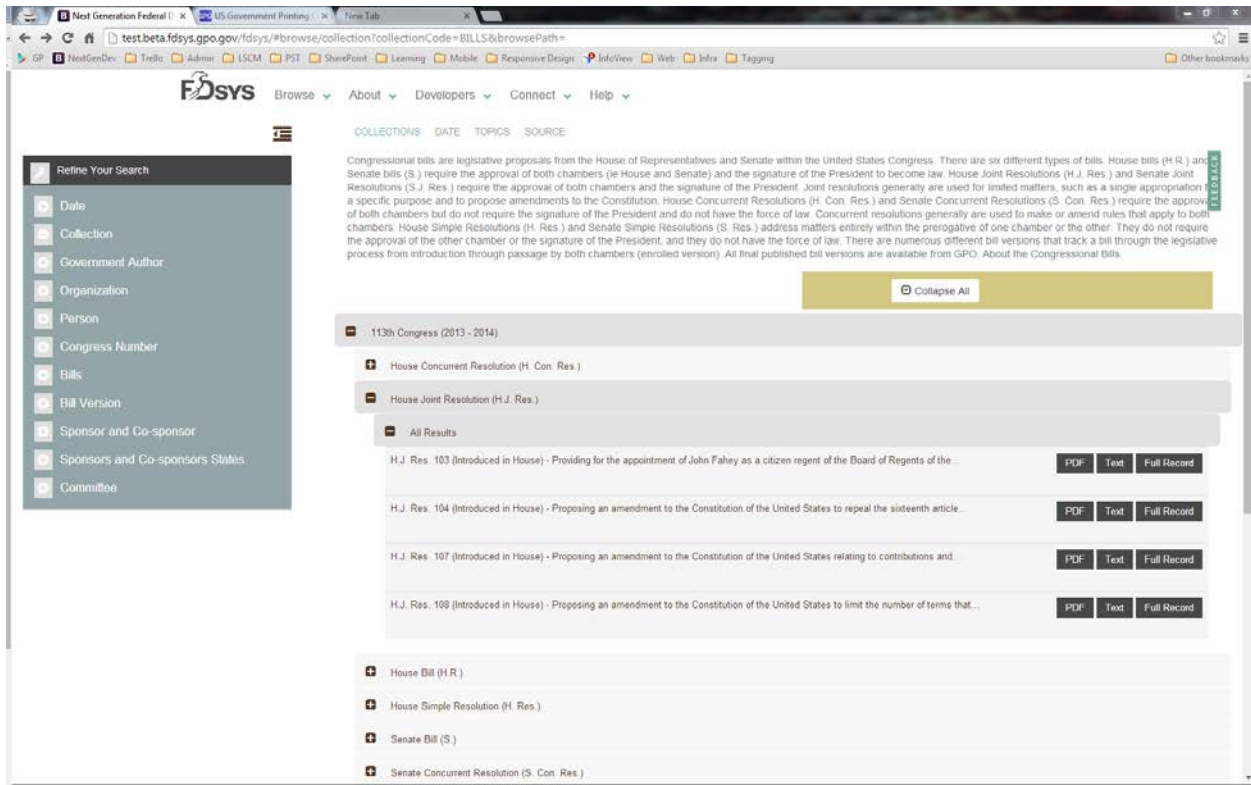 Next Generation Federal D
US Government Printing
New Tab
test.beta.fdsys.gpo.gov/fdsys/#browse/collection?collectionCode=BILLS&browsePath=
GP NextGenDev Trello Admin LSCM PST SharePoint Learning Mobile Responsive Design InfoView Web Infra Tagging Other bookmarks
FDSYS Browse About Developers Connect Help
COLLECTIONS DATE TOPICS SOURCE
Refine Your Search
Date
Collection
Government Author
Organization
Person
Congress Number
Bills
Bill Version
Sponsor and Co-sponsor
Sponsors and Co-sponsors States
Committee
Congressional bills are legislative proposals from the House of Representatives and Senate within the United States Congress. There are six different types of bills. House bills (H.R.) and
Senate bills (S.) require the approval of both chambers (ie House and Senate) and the signature of the President to become law. House Joint Resolutions (H.J. Res.) and Senate Joint
Resolutions (S.J. Res.) require the approval of both chambers and the signature of the President. Joint resolutions generally are used for limited matters, such as a single appropriation
a specific purpose and to propose amendments to the Constitution. House Concurrent Resolutions (H. Con. Res.) and Senate Concurrent Resolutions (S. Con. Res.) require the approv
of both chambers but do not require the signature of the President and do not have the force of law. Concurrent resolutions generally are used to make or amend rules that apply to both
chambers. House Simple Resolutions (H. Res.) and Senate Simple Resolutions (S. Res.) address matters entirely within the prerogative of one chamber or the other. They do not require
the approval of the other chamber or the signature of the President, and they do not have the force of law. There are numerous different bill versions that track a bill through the legislative
process from introduction through passage by both chambers (enrolled version). All final published bill versions are available from GPO. About the Congressional Bills.
FEEDBACK
Collapse All
113th Congress (2013 - 2014)
House Concurrent Resolution (H. Con. Res.)
House Joint Resolution (H.J. Res.)
All Results
H.J. Res. 103 (Introduced in House) - Providing for the appointment of John Fahey as a citizen regent of the Board of Regents of the... PDF Text Full Record
H.J. Res. 104 (Introduced in House) - Proposing an amendment to the Constitution of the United States to repeal the sixteenth article... PDF Text Full Record
H.J. Res. 107 (Introduced in House) - Proposing an amendment to the Constitution of the United States relating to contributions and... PDF Text Full Record
H.J. Res. 108 (Introduced in House) - Proposing an amendment to the Constitution of the United States to limit the number of terms that... PDF Text Full Record
House Bill (H.R.)
House Simple Resolution (H. Res.)
Senate Bill (S.)
Senate Concurrent Resolution (S. Con. Res.)